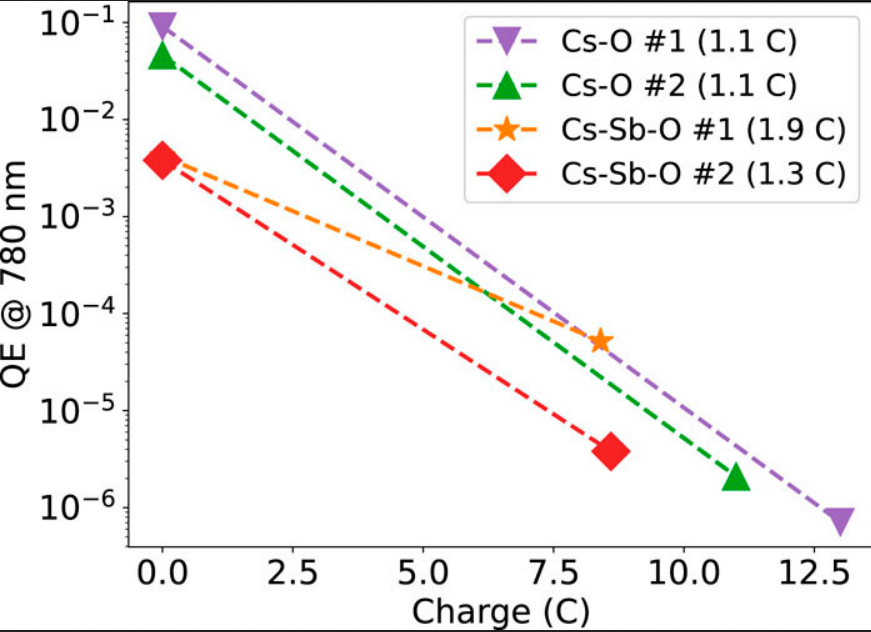 QE @ 780 nm
10⁻¹
10⁻²
10⁻³
10⁻⁴
10⁻⁵
10⁻⁶
Cs-O #1 (1.1 C)
Cs-O #2 (1.1 C)
Cs-Sb-O #1 (1.9 C)
Cs-Sb-O #2 (1.3 C)
0.0 2.5 5.0 7.5 10.0 12.5
Charge (C)